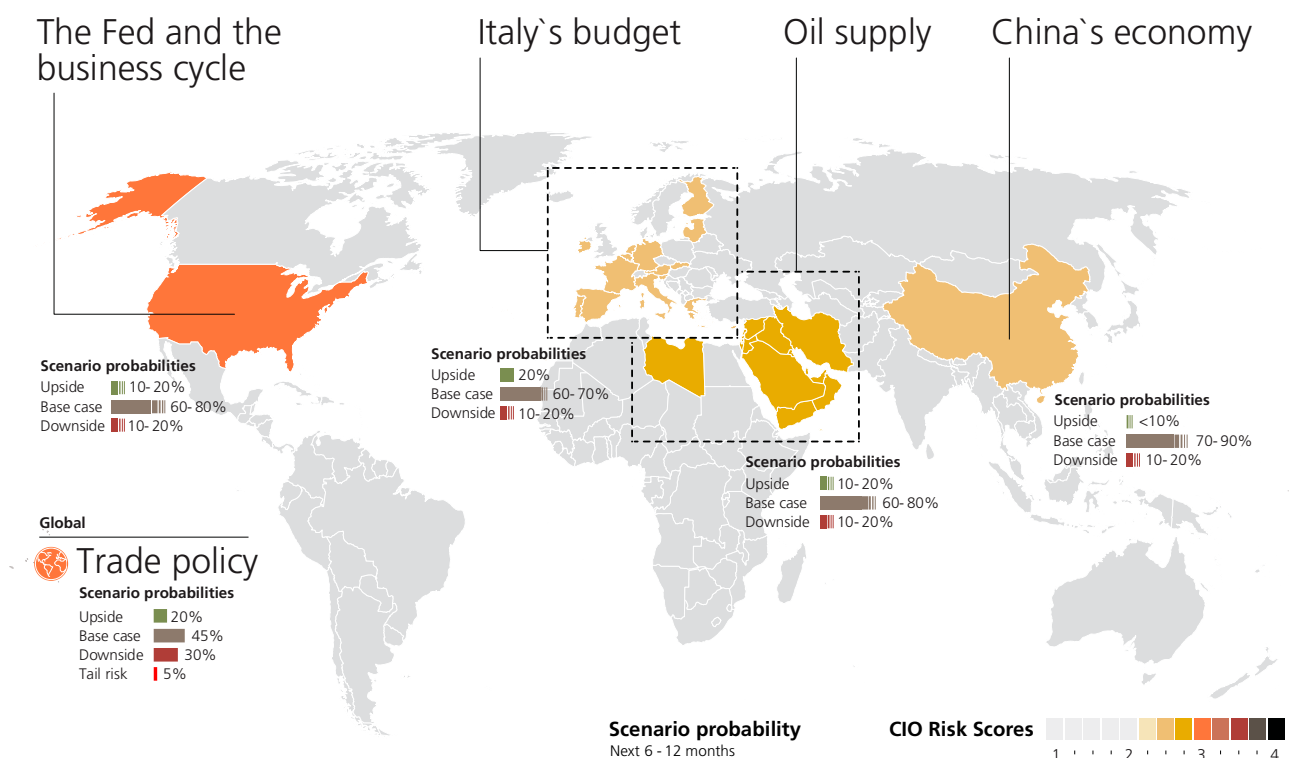 The Fed and the
business cycle
Italy`s budget
Oil supply
China`s economy
Scenario probabilities
Upside 10-20%
Base case 60-80%
Downside 10-20%
Scenario probabilities
Upside 20%
Base case 60-70%
Downside 10-20%
Scenario probabilities
Upside <10%
Base case 70-90%
Downside 10-20%
Scenario probabilities
Upside 10-20%
Base case 60-80%
Downside 10-20%
Global
Trade policy
Scenario probabilities
Upside 20%
Base case 45%
Downside 30%
Tail risk 5%
Scenario probability
Next 6 - 12 months
CIO Risk Scores
1 ' ' ' 2 ' ' ' 3 ' ' ' 4